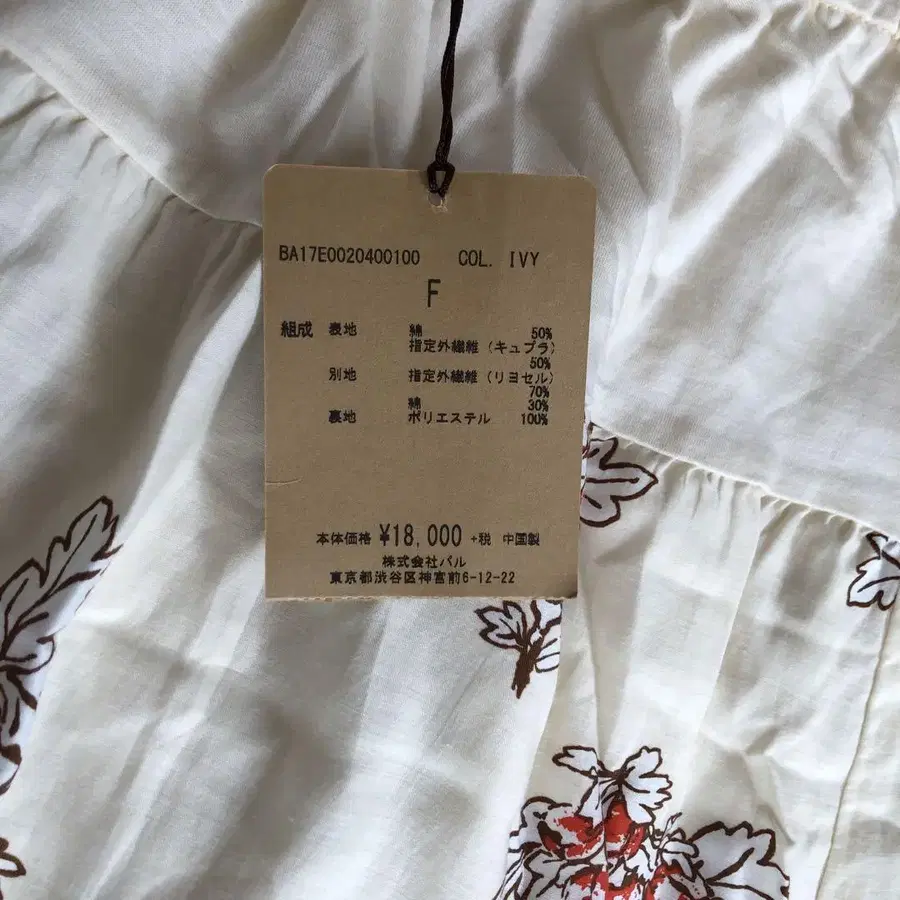 BA17E0020400100 COL. IVY
F
組成 表地 綿 50%
指定外繊維(キュプラ)
50%
別地 指定外繊維(リヨセル)
70%
綿 30%
裏地 ポリエステル 100%
本体価格 ¥18,000 +税 中国製
株式会社パル
東京都渋谷区神宮前6-12-22